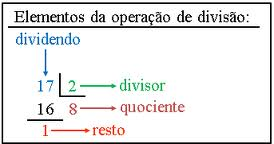 Elementos da operação de divisão:
dividendo
17 2 divisor
16 8 quociente
1 resto